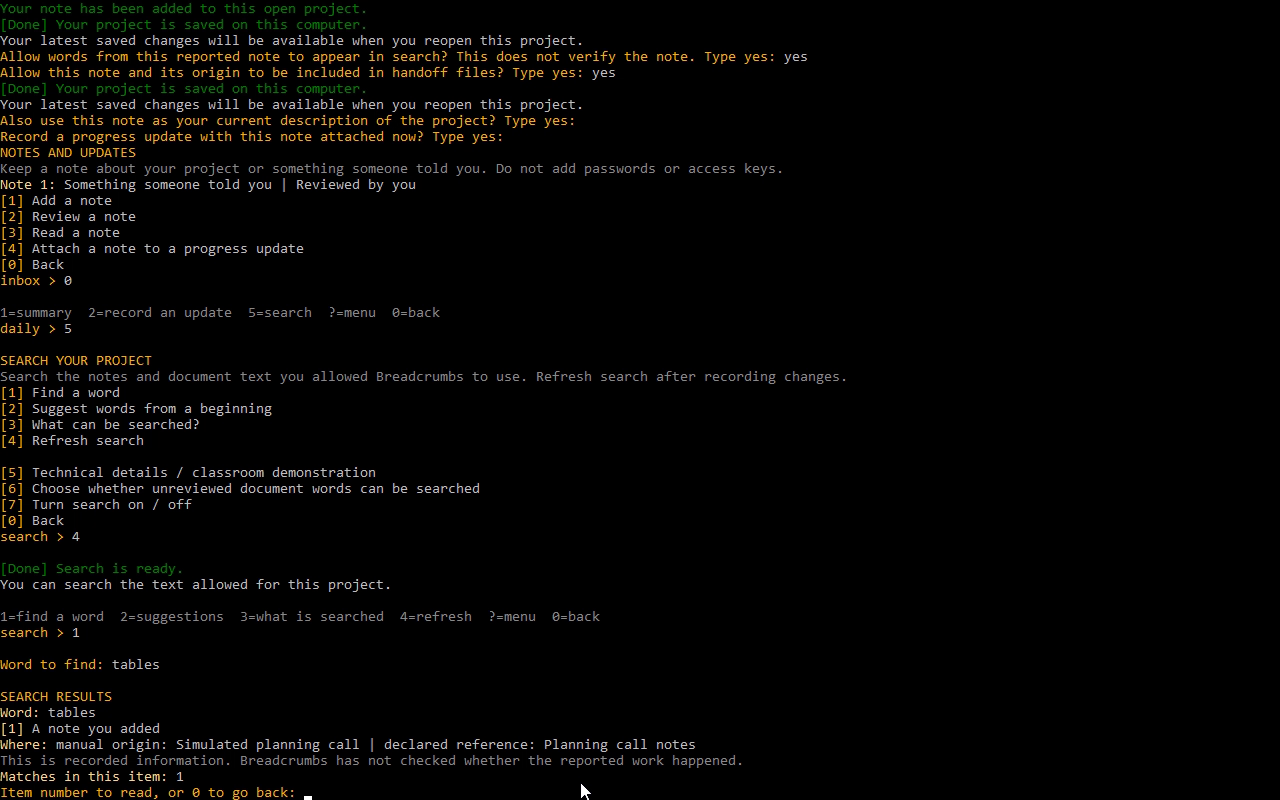 Your note has been added to this open project.
[Done] Your project is saved on this computer.
Your latest saved changes will be available when you reopen this project.
Allow words from this reported note to appear in search? This does not verify the note. Type yes: yes
Allow this note and its origin to be included in handoff files? Type yes: yes
[Done] Your project is saved on this computer.
Your latest saved changes will be available when you reopen this project.
Also use this note as your current description of the project? Type yes:
Record a progress update with this note attached now? Type yes:
NOTES AND UPDATES
Keep a note about your project or something someone told you. Do not add passwords or access keys.
Note 1: Something someone told you | Reviewed by you
[1] Add a note
[2] Review a note
[3] Read a note
[4] Attach a note to a progress update
[0] Back
inbox > 0
1=summary  2=record an update  5=search  ?=menu  0=back
daily > 5
SEARCH YOUR PROJECT
Search the notes and document text you allowed Breadcrumbs to use. Refresh search after recording changes.
[1] Find a word
[2] Suggest words from a beginning
[3] What can be searched?
[4] Refresh search
[5] Technical details / classroom demonstration
[6] Choose whether unreviewed document words can be searched
[7] Turn search on / off
[0] Back
search > 4
[Done] Search is ready.
You can search the text allowed for this project.
1=find a word  2=suggestions  3=what is searched  4=refresh  ?=menu  0=back
search > 1
Word to find: tables
SEARCH RESULTS
Word: tables
[1] A note you added
Where: manual origin: Simulated planning call | declared reference: Planning call notes
This is recorded information. Breadcrumbs has not checked whether the reported work happened.
Matches in this item: 1
Item number to read, or 0 to go back: